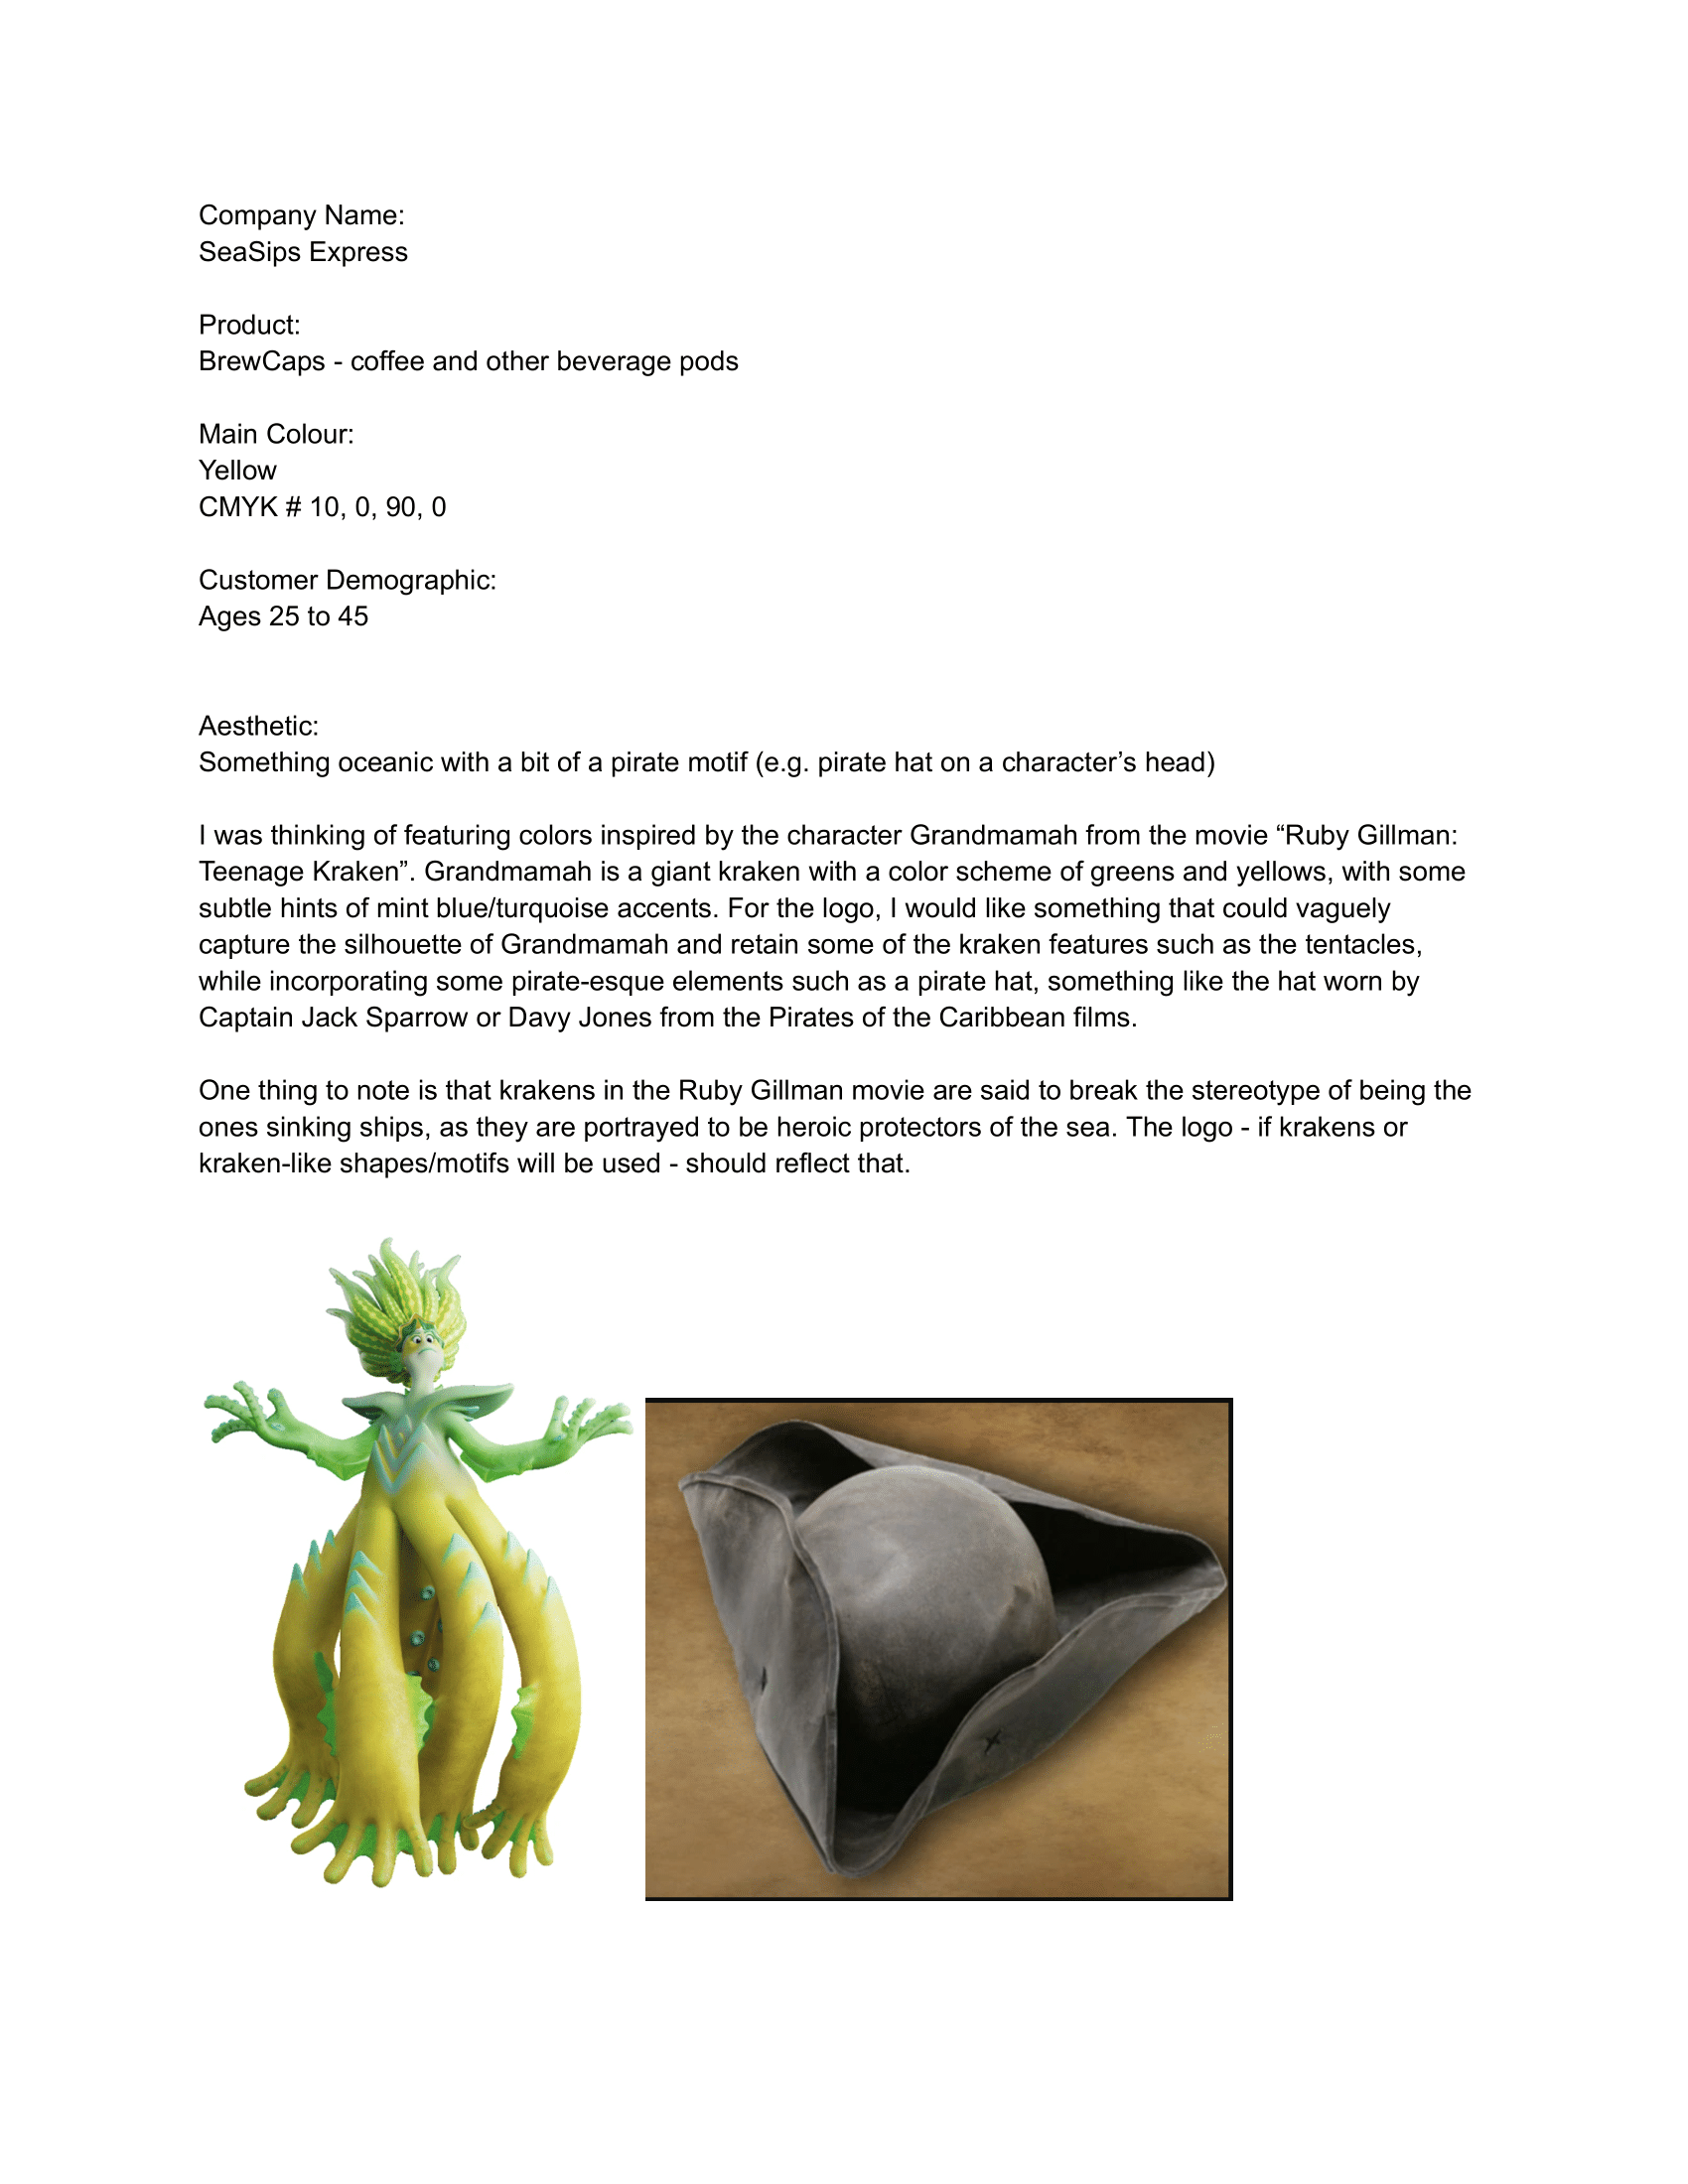 Company Name:
SeaSips Express
Product:
BrewCaps - coffee and other beverage pods
Main Colour:
Yellow
CMYK # 10, 0, 90, 0
Customer Demographic:
Ages 25 to 45
Aesthetic:
Something oceanic with a bit of a pirate motif (e.g. pirate hat on a character’s head)
I was thinking of featuring colors inspired by the character Grandmamah from the movie “Ruby Gillman:
Teenage Kraken”. Grandmamah is a giant kraken with a color scheme of greens and yellows, with some
subtle hints of mint blue/turquoise accents. For the logo, I would like something that could vaguely
capture the silhouette of Grandmamah and retain some of the kraken features such as the tentacles,
while incorporating some pirate-esque elements such as a pirate hat, something like the hat worn by
Captain Jack Sparrow or Davy Jones from the Pirates of the Caribbean films.
One thing to note is that krakens in the Ruby Gillman movie are said to break the stereotype of being the
ones sinking ships, as they are portrayed to be heroic protectors of the sea. The logo - if krakens or
kraken-like shapes/motifs will be used - should reflect that.